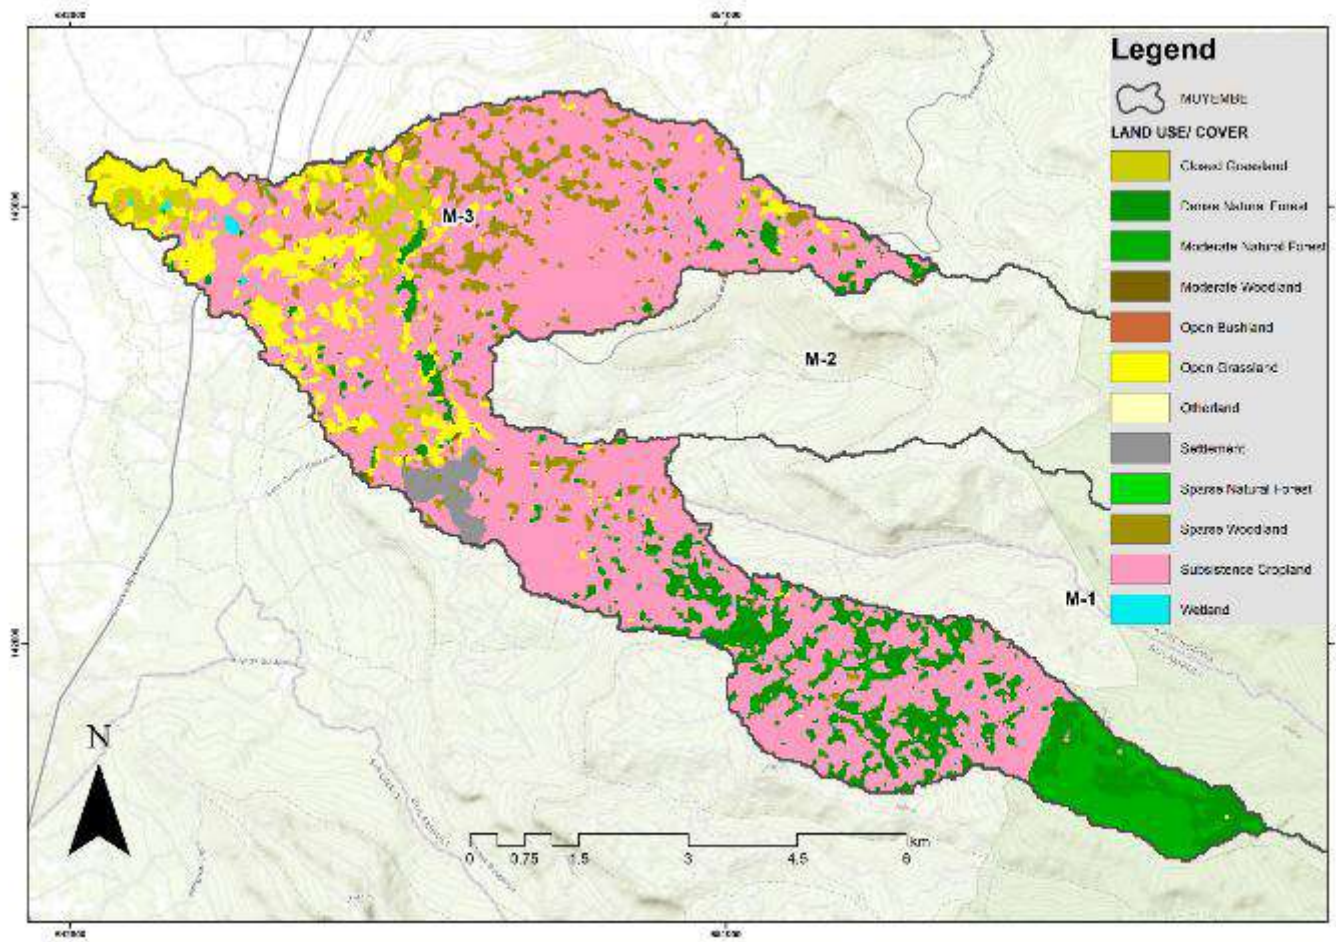 Legend
MUYEMBE
LAND USE/ COVER
Closed Grassland
Dense Natural Forest
Moderate Natural Forest
Moderate Woodland
Open Bushland
Open Grassland
Otherland
Settlement
Sparse Natural Forest
Sparse Woodland
Subsistence Cropland
Wetland
M-3
M-2
M-1
N
0 0.75 1.5 3 4.5 6 km